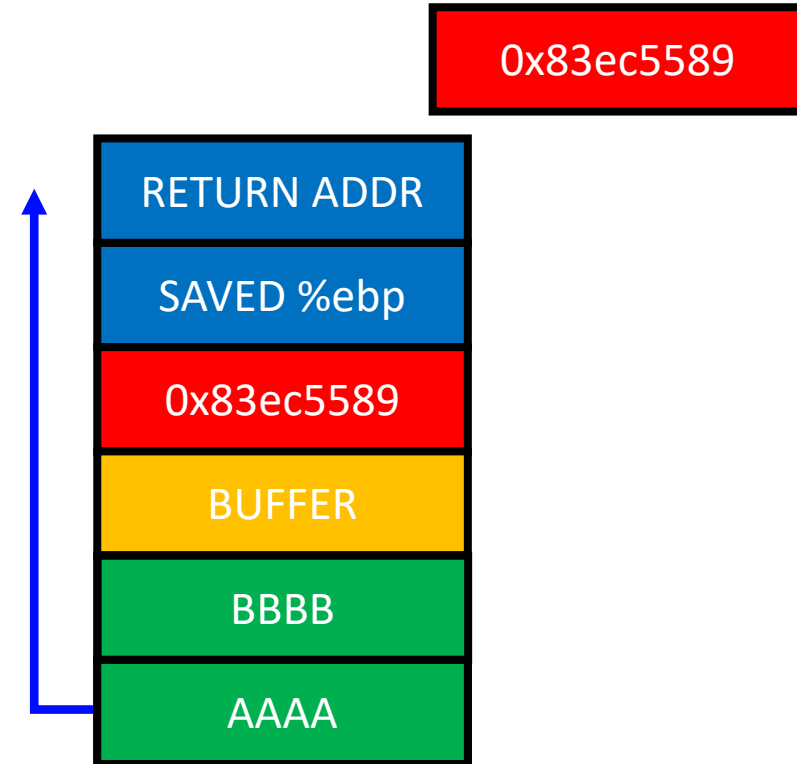 0x83ec5589
RETURN ADDR
SAVED %ebp
0x83ec5589
BUFFER
BBBB
AAAA